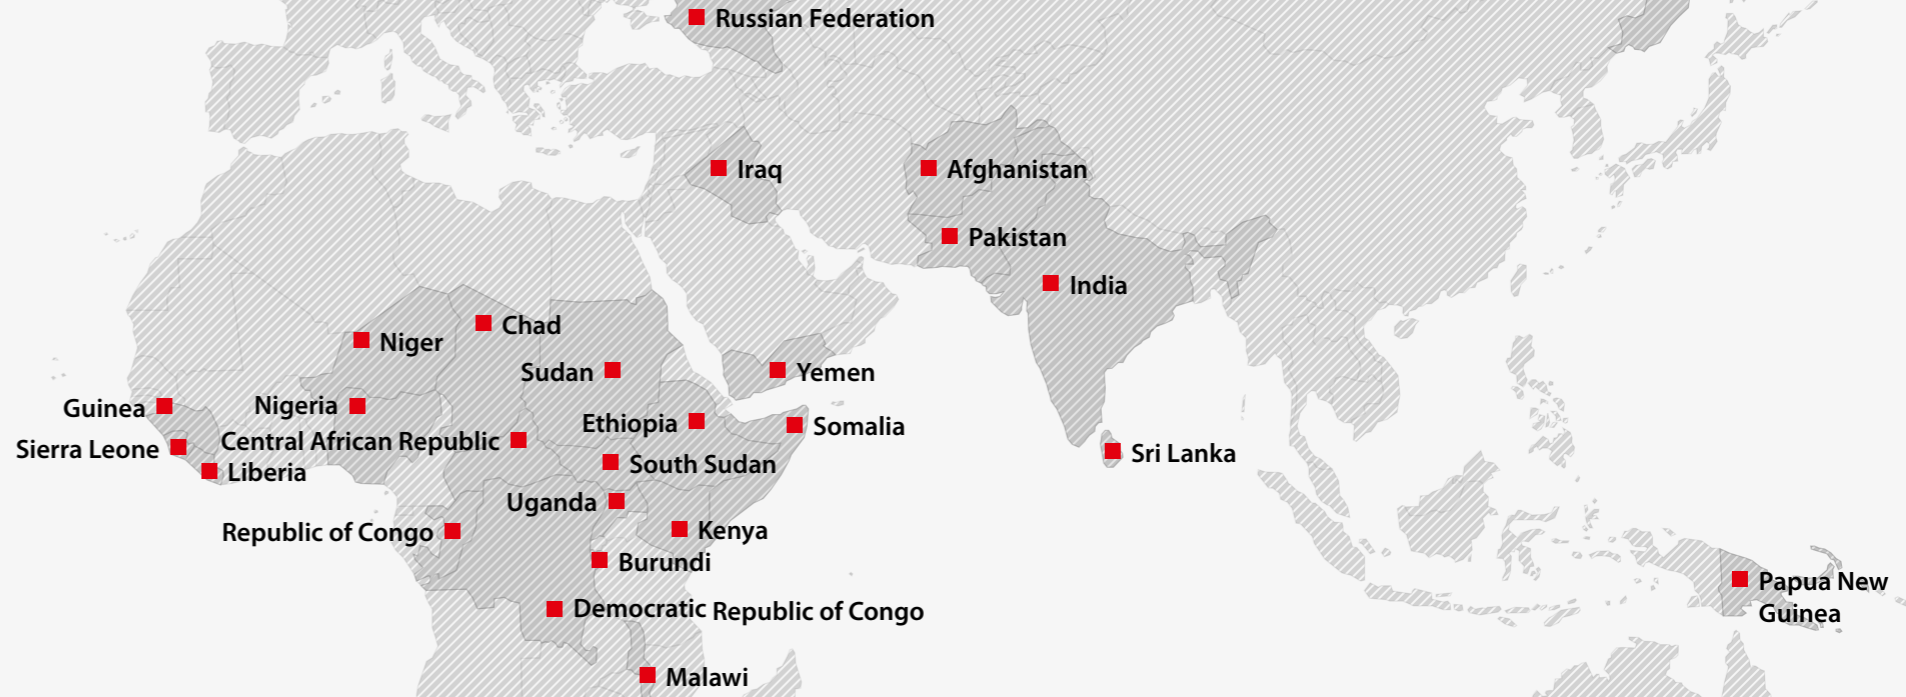 Russian Federation
Iraq
Afghanistan
Pakistan
India
Chad
Niger
Sudan
Yemen
Nigeria
Guinea
Ethiopia
Somalia
Central African Republic
Sierra Leone
Sri Lanka
South Sudan
Liberia
Uganda
Kenya
Republic of Congo
Burundi
Papua New
Guinea
Democratic Republic of Congo
Malawi